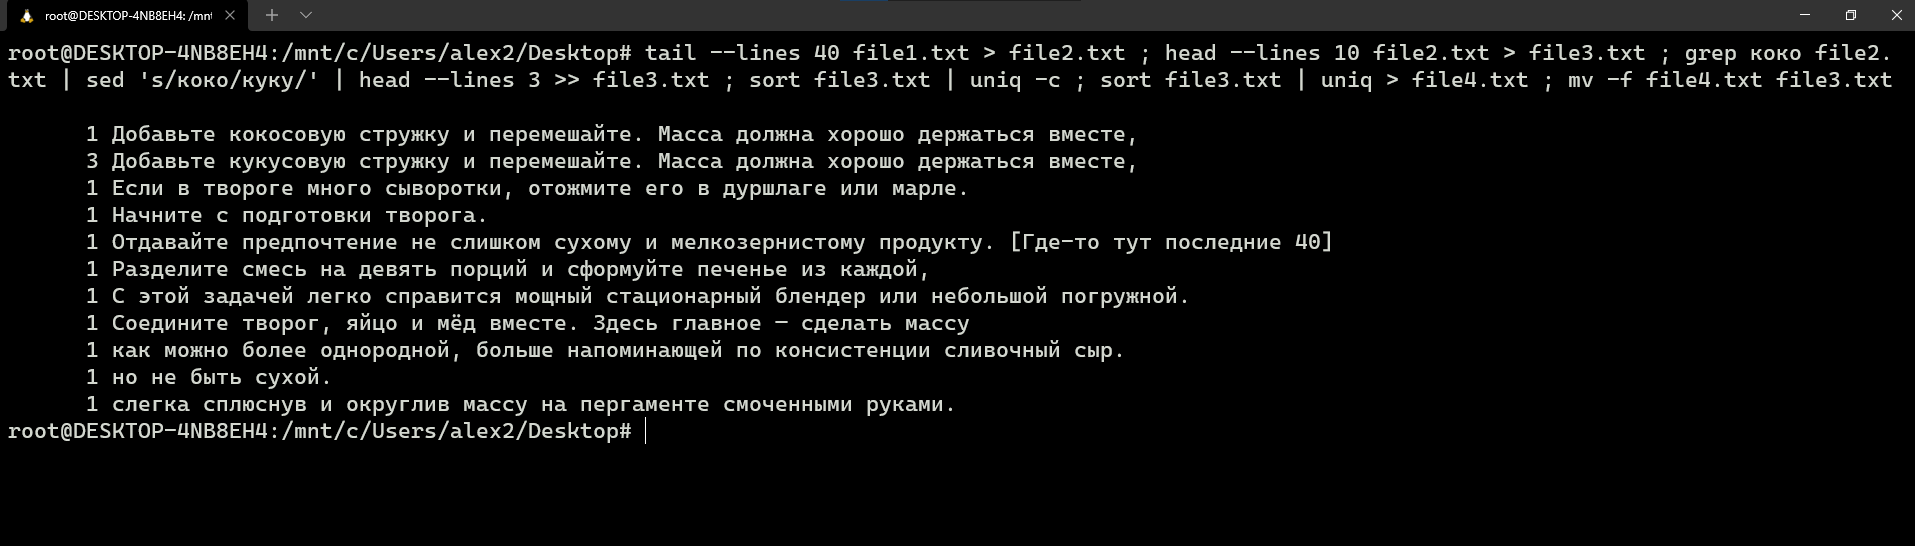 root@DESKTOP-4NB8EH4: /mnt
root@DESKTOP-4NB8EH4:/mnt/c/Users/alex2/Desktop# tail --lines 40 file1.txt > file2.txt ; head --lines 10 file2.txt > file3.txt ; grep коко file2.
txt | sed 's/коко/куку/' | head --lines 3 >> file3.txt ; sort file3.txt | uniq -c ; sort file3.txt | uniq > file4.txt ; mv -f file4.txt file3.txt
1 Добавьте кокосовую стружку и перемешайте. Масса должна хорошо держаться вместе,
3 Добавьте кукусовую стружку и перемешайте. Масса должна хорошо держаться вместе,
1 Если в твороге много сыворотки, отожмите его в дуршлаге или марле.
1 Начните с подготовки творога.
1 Отдавайте предпочтение не слишком сухому и мелкозернистому продукту. [Где-то тут последние 40]
1 Разделите смесь на девять порций и сформуйте печенье из каждой,
1 С этой задачей легко справится мощный стационарный блендер или небольшой погружной.
1 Соедините творог, яйцо и мёд вместе. Здесь главное — сделать массу
1 как можно более однородной, больше напоминающей по консистенции сливочный сыр.
1 но не быть сухой.
1 слегка сплюснув и округлив массу на пергаменте смоченными руками.
root@DESKTOP-4NB8EH4:/mnt/c/Users/alex2/Desktop#